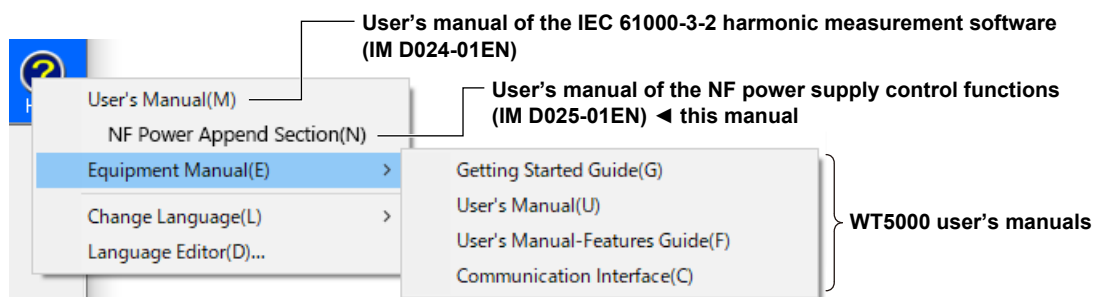 User's manual of the IEC 61000-3-2 harmonic measurement software
(IM D024-01EN)
H
User's Manual(M)
User's manual of the NF power supply control functions
(IM D025-01EN) ◄ this manual
NF Power Append Section(N)
Equipment Manual(E) >
Getting Started Guide(G)
Change Language(L) >
User's Manual(U)
WT5000 user's manuals
User's Manual-Features Guide(F)
Language Editor(D)...
Communication Interface(C)